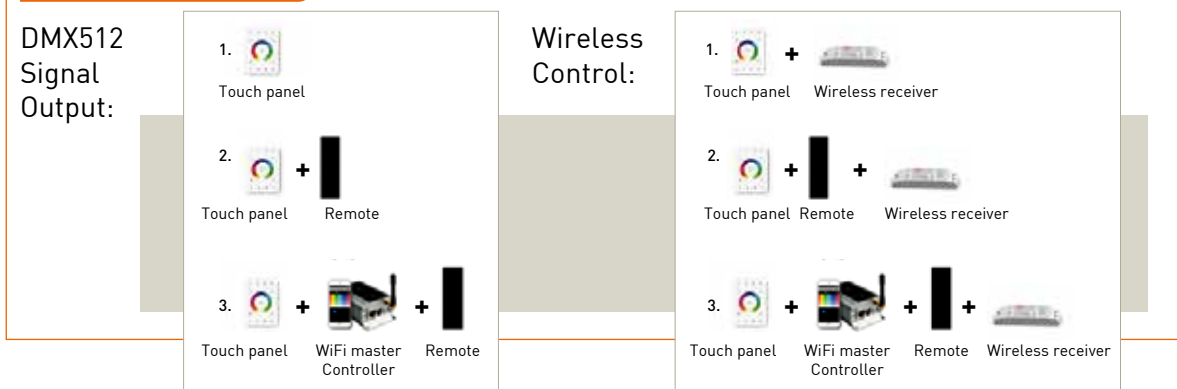 DMX512
Signal
Output:
1.
+
Touch panel
2.
+
Touch panel Remote
3.
+ +
Touch panel WiFi master Remote
Controller
Wireless
Control:
1.
+
Touch panel Wireless receiver
2.
+ +
Touch panel Remote Wireless receiver
3.
+ + +
Touch panel WiFi master Remote Wireless receiver
Controller